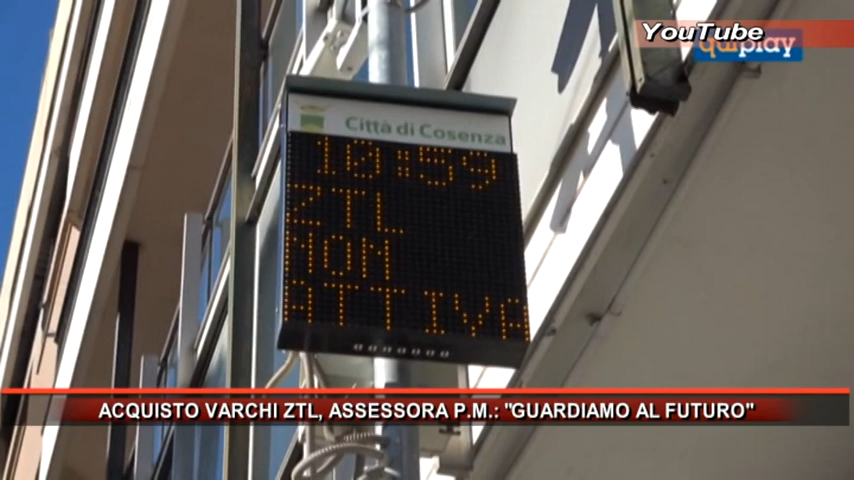 YouTube
quiplay
Città di Cosenza
10:59
ZTL
NON
ATTIVA
ACQUISTO VARCHI ZTL, ASSESSORA P.M.: "GUARDIAMO AL FUTURO"